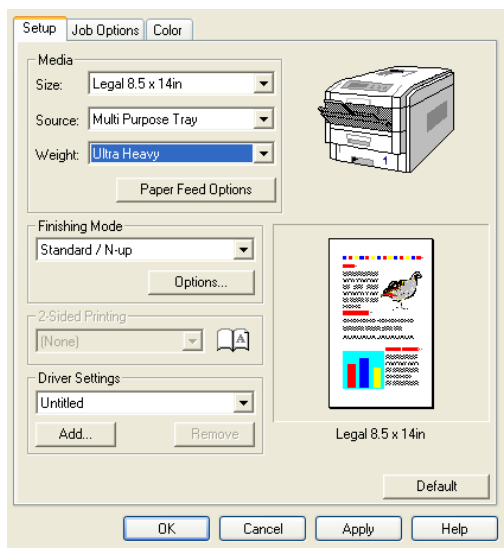 Setup Job Options Color
Media
Size: Legal 8.5 x 14in
Source: Multi Purpose Tray
Weight: Ultra Heavy
Paper Feed Options
1
Finishing Mode
Standard / N-up
Options...
2-Sided Printing
(None)
A
Driver Settings
Untitled
Add... Remove
Legal 8.5 x 14in
Default
OK Cancel Apply Help